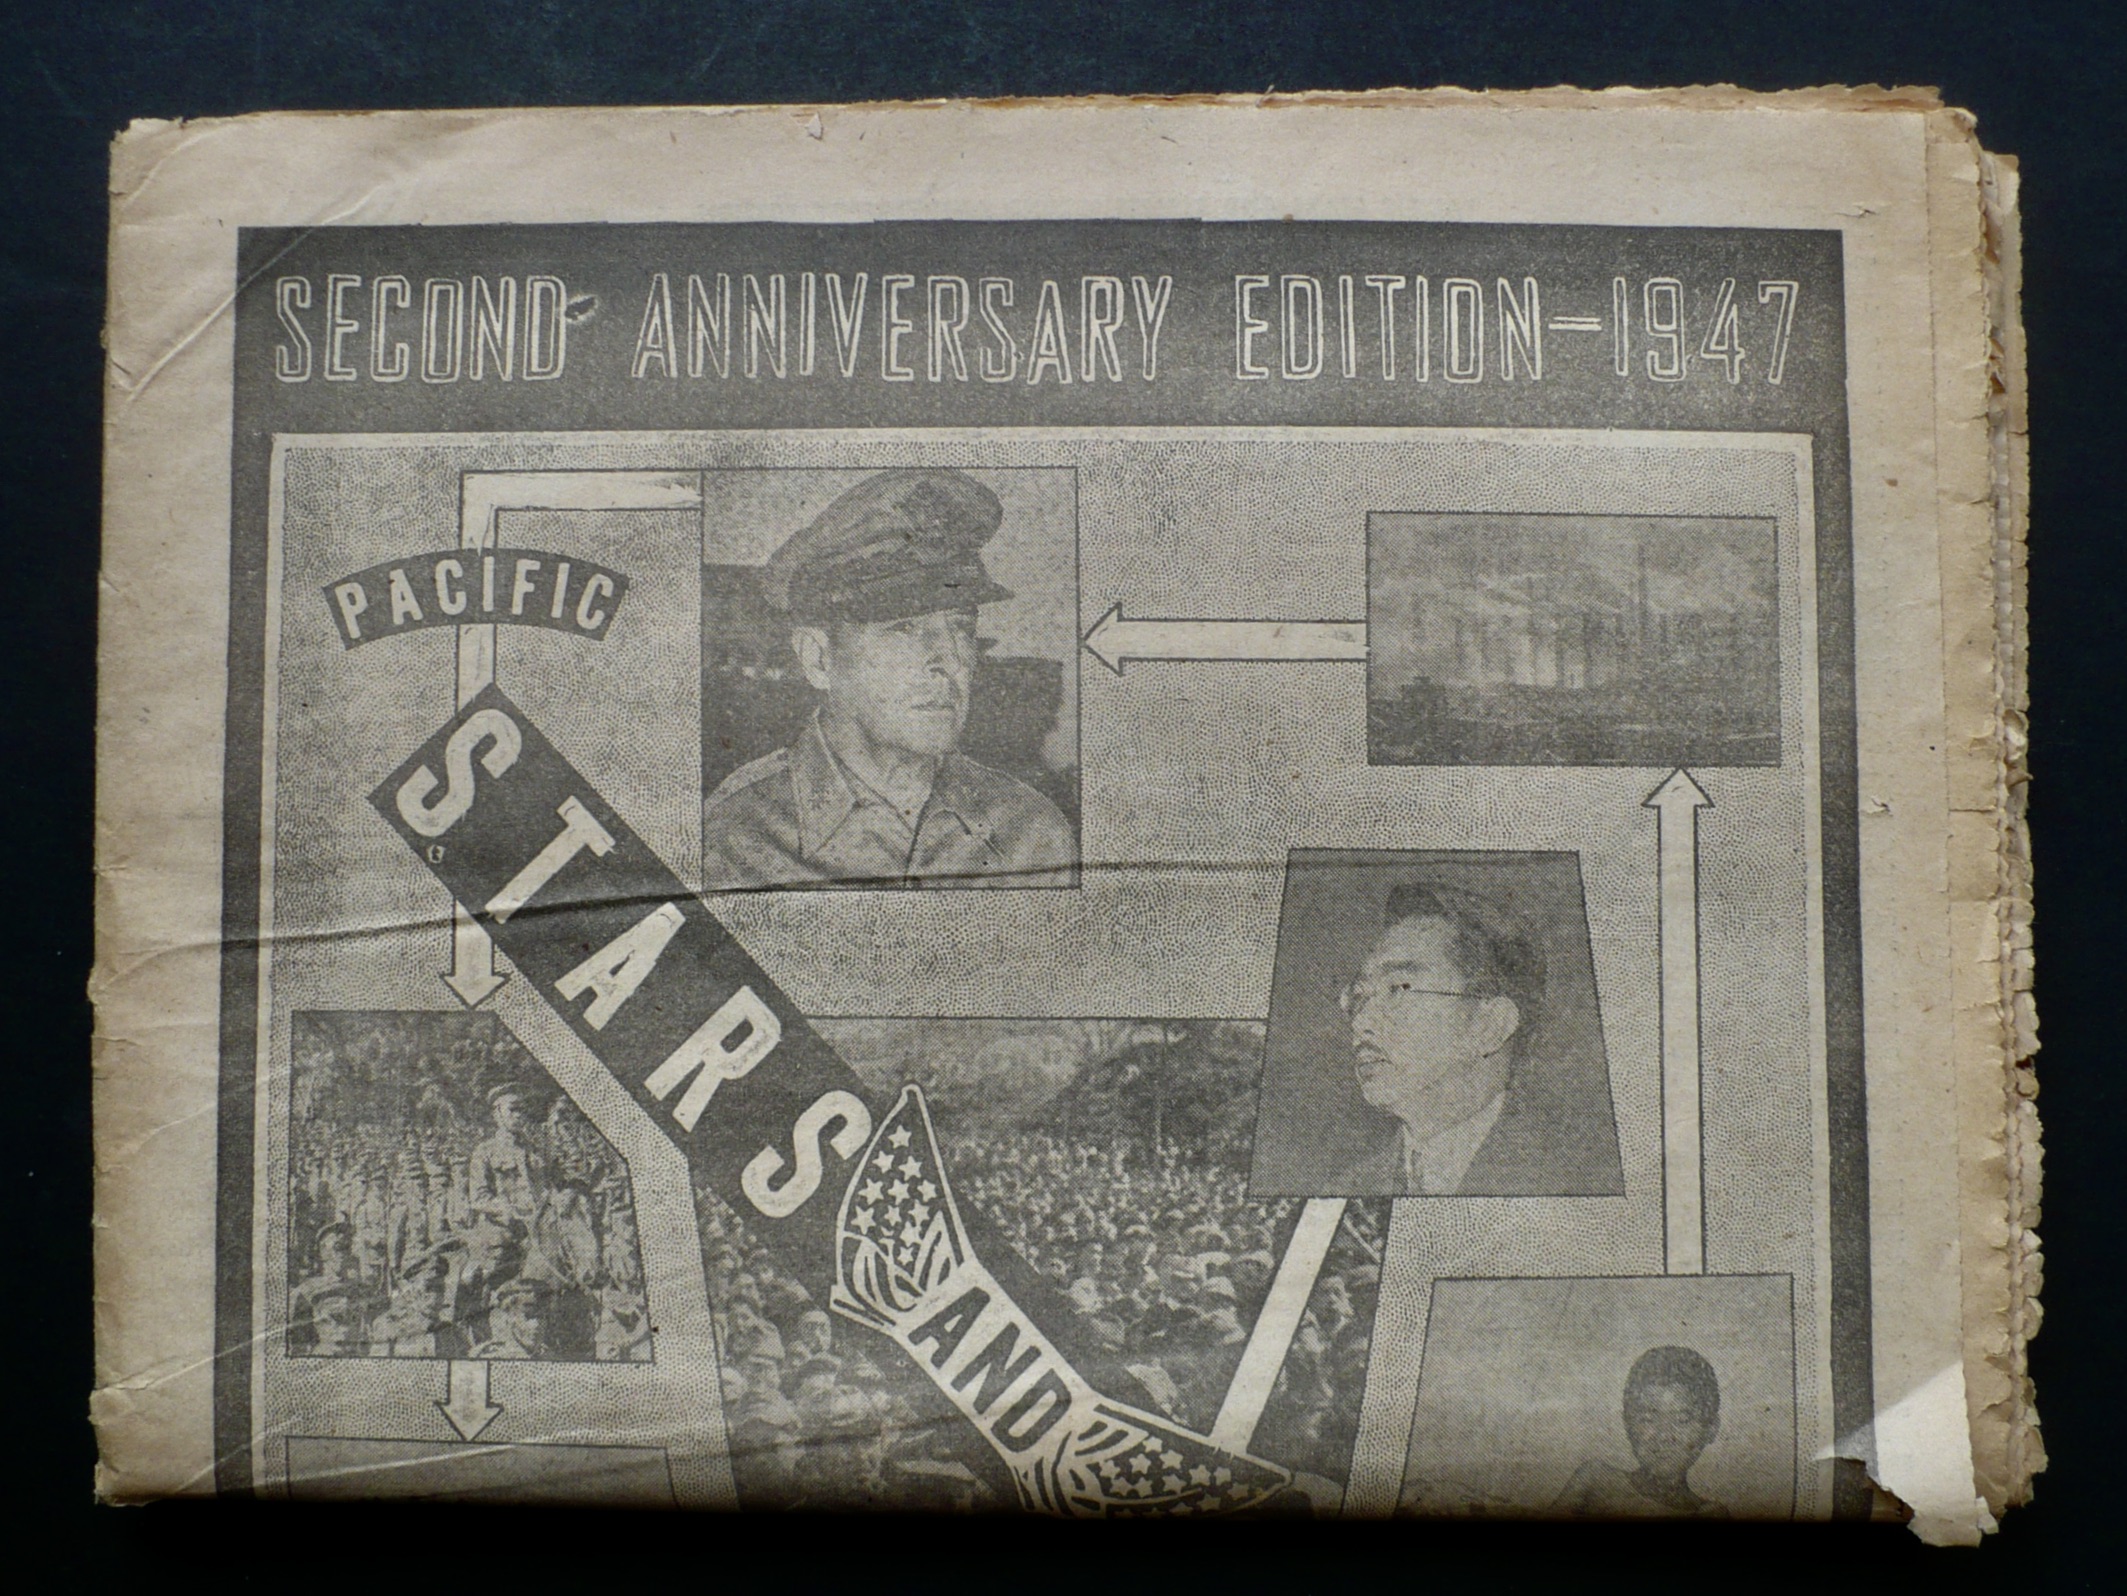 SECOND ANNIVERSARY EDITION-1947
PACIFIC
STARS
AND